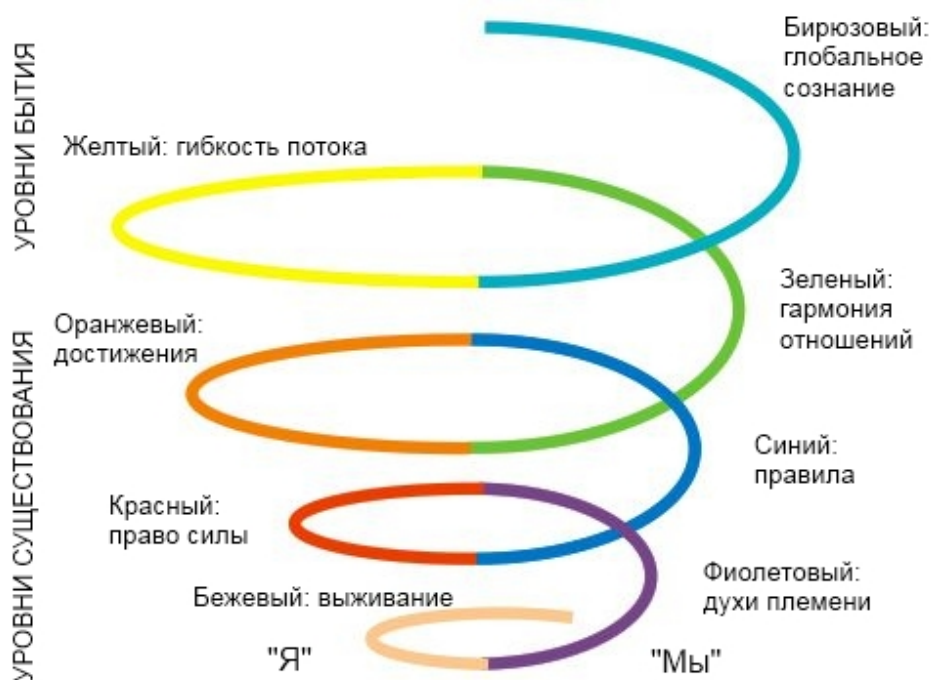 Бирюзовый:
глобальное
сознание
УРОВНИ БЫТИЯ
Желтый: гибкость потока
Зеленый:
гармония
отношений
Оранжевый:
достижения
УРОВНИ СУЩЕСТВОВАНИЯ
Синий:
правила
Красный:
право силы
Фиолетовый:
духи племени
Бежевый: выживание
"Я"
"Мы"